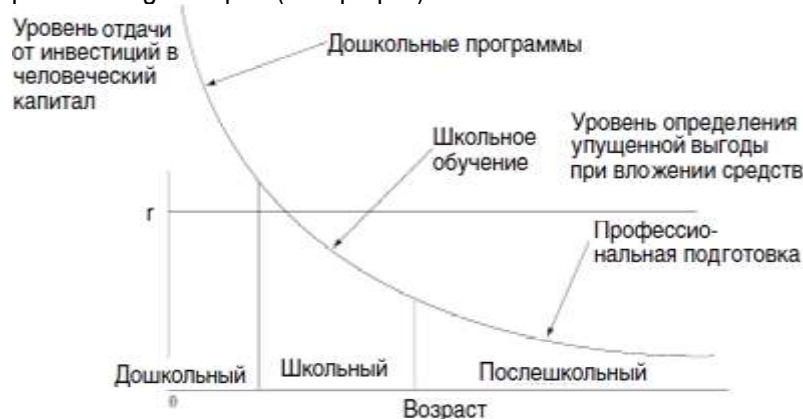 Уровень отдачи
от инвестиций в
человеческий
капитал
Дошкольные программы
Школьное
обучение
Уровень определения
упущенной выгоды
при вложении средств
r
Профессио-
нальная подготовка
Дошкольный
Школьный
Послешкольный
0
Возраст